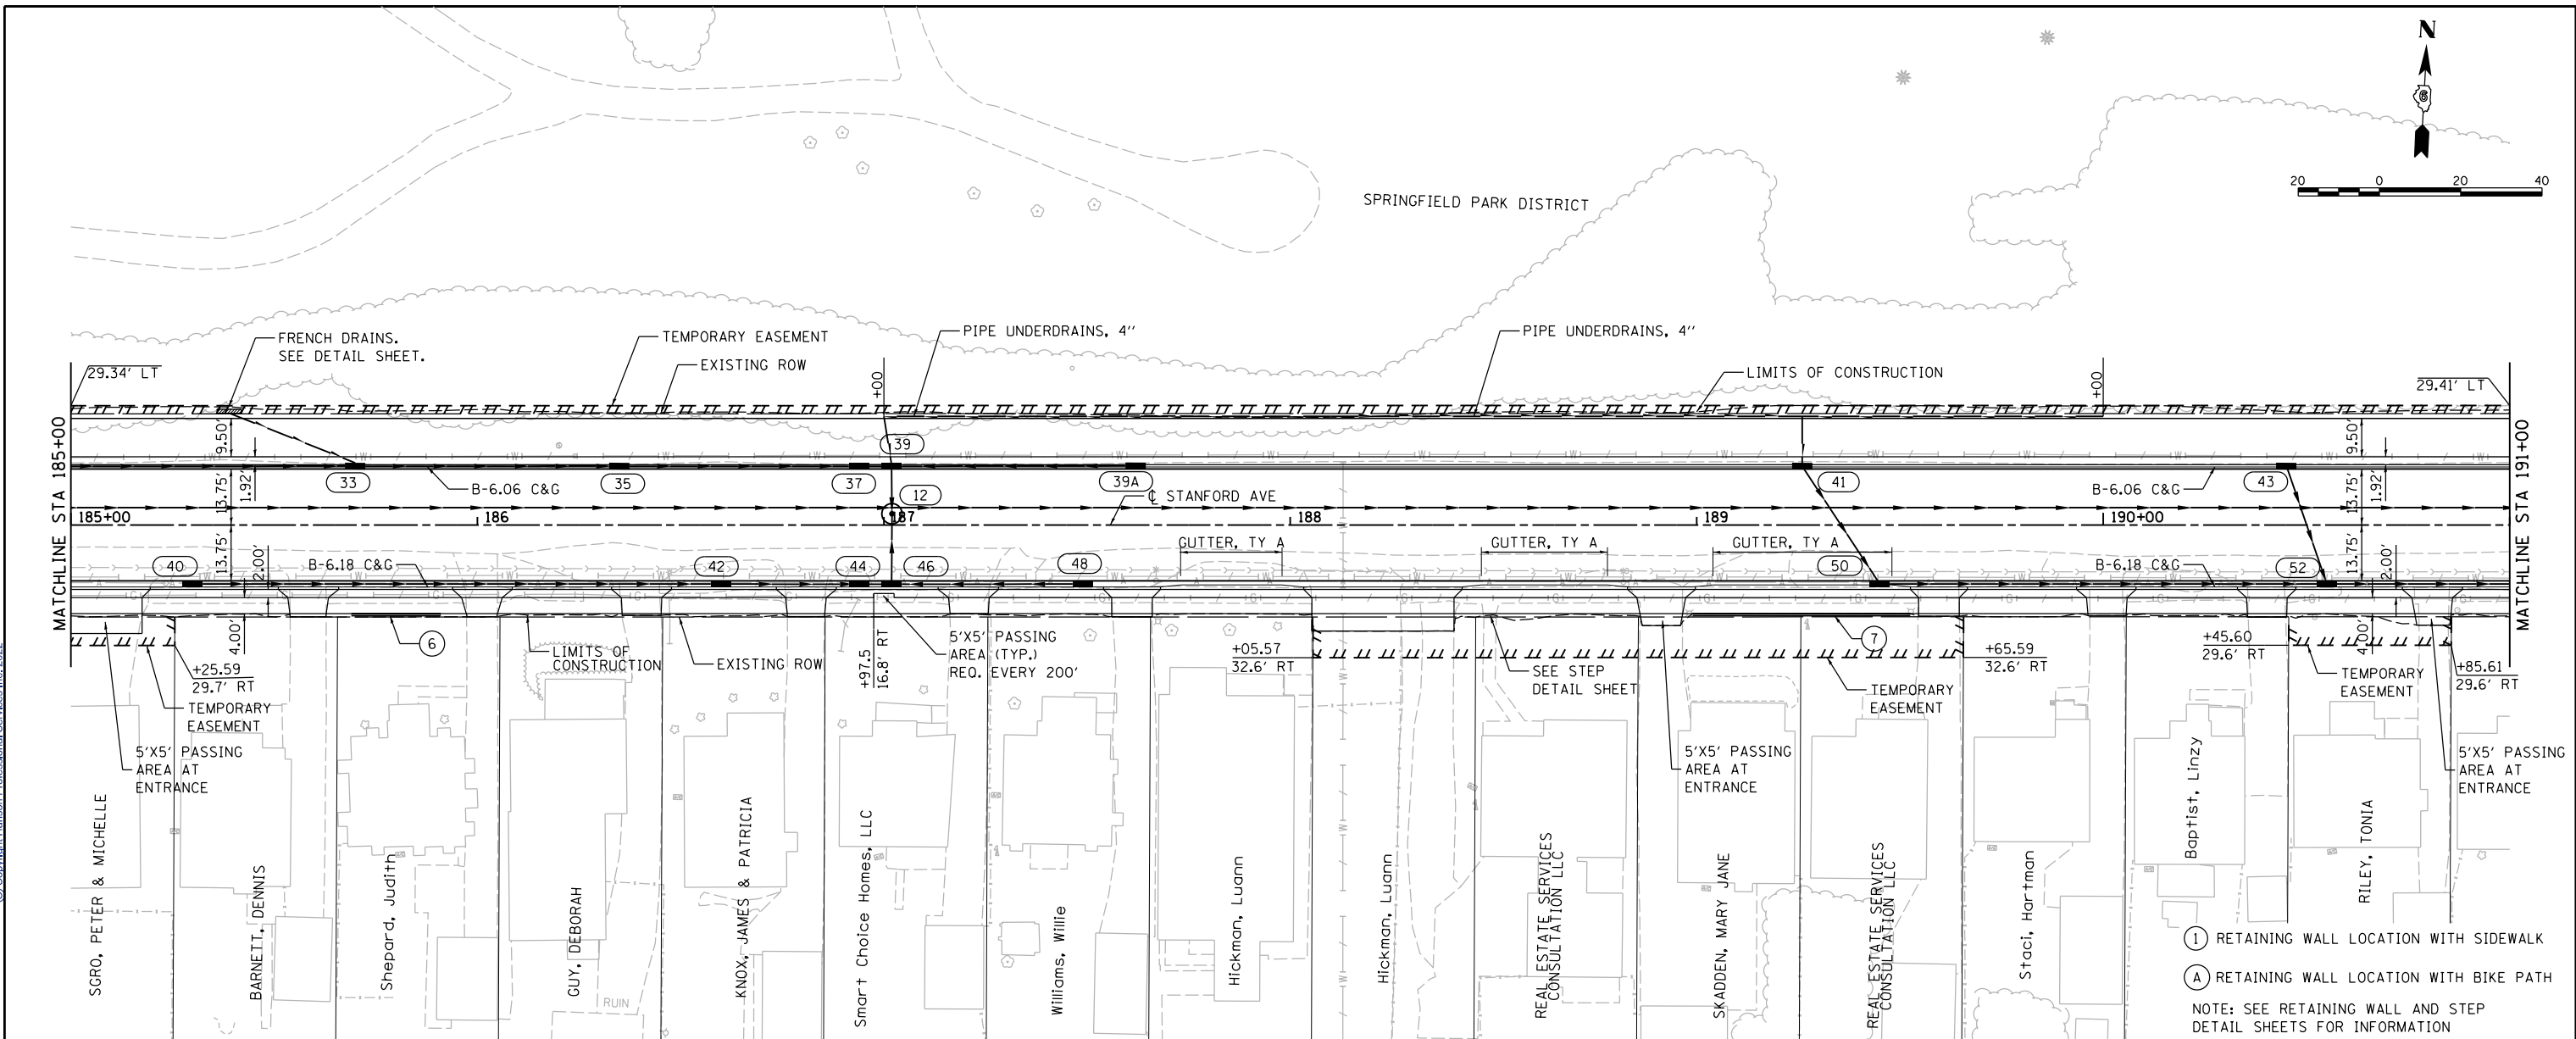 N
6
20 0 20 40
SPRINGFIELD PARK DISTRICT
FRENCH DRAINS.
SEE DETAIL SHEET.
TEMPORARY EASEMENT
EXISTING ROW
PIPE UNDERDRAINS, 4''
PIPE UNDERDRAINS, 4''
LIMITS OF CONSTRUCTION
29.34' LT
+00
+00
29.41' LT
MATCHLINE STA 185+00
MATCHLINE STA 191+00
9.50'
1.92'
13.75'
13.75'
2.00'
4.00'
9.50'
1.92'
13.75'
13.75'
2.00'
4.00'
33
B-6.06 C&G
35
37
39
12
39A
℄ STANFORD AVE
41
B-6.06 C&G
43
185+00
186
187
188
189
190+00
40
B-6.18 C&G
42
44
46
48
GUTTER, TY A
GUTTER, TY A
GUTTER, TY A
50
B-6.18 C&G
52
6
7
+25.59
29.7' RT
TEMPORARY
EASEMENT
5'X5' PASSING
AREA AT
ENTRANCE
LIMITS OF
CONSTRUCTION
EXISTING ROW
+97.5
16.8' RT
5'X5' PASSING
AREA (TYP.)
REQ. EVERY 200'
+05.57
32.6' RT
SEE STEP
DETAIL SHEET
5'X5' PASSING
AREA AT
ENTRANCE
TEMPORARY
EASEMENT
+65.59
32.6' RT
+45.60
29.6' RT
TEMPORARY
EASEMENT
+85.61
29.6' RT
5'X5' PASSING
AREA AT
ENTRANCE
SGRO, PETER & MICHELLE
BARNETT, DENNIS
Shepard, Judith
GUY, DEBORAH
RUIN
KNOX, JAMES & PATRICIA
Smart Choice Homes, LLC
Williams, Willie
Hickman, Luann
Hickman, Luann
REAL ESTATE SERVICES
CONSULTATION LLC
SKADDEN, MARY JANE
REAL ESTATE SERVICES
CONSULTATION LLC
Staci, Hartman
Baptist, Linzy
RILEY, TONIA
1 RETAINING WALL LOCATION WITH SIDEWALK
A RETAINING WALL LOCATION WITH BIKE PATH
NOTE: SEE RETAINING WALL AND STEP
DETAIL SHEETS FOR INFORMATION